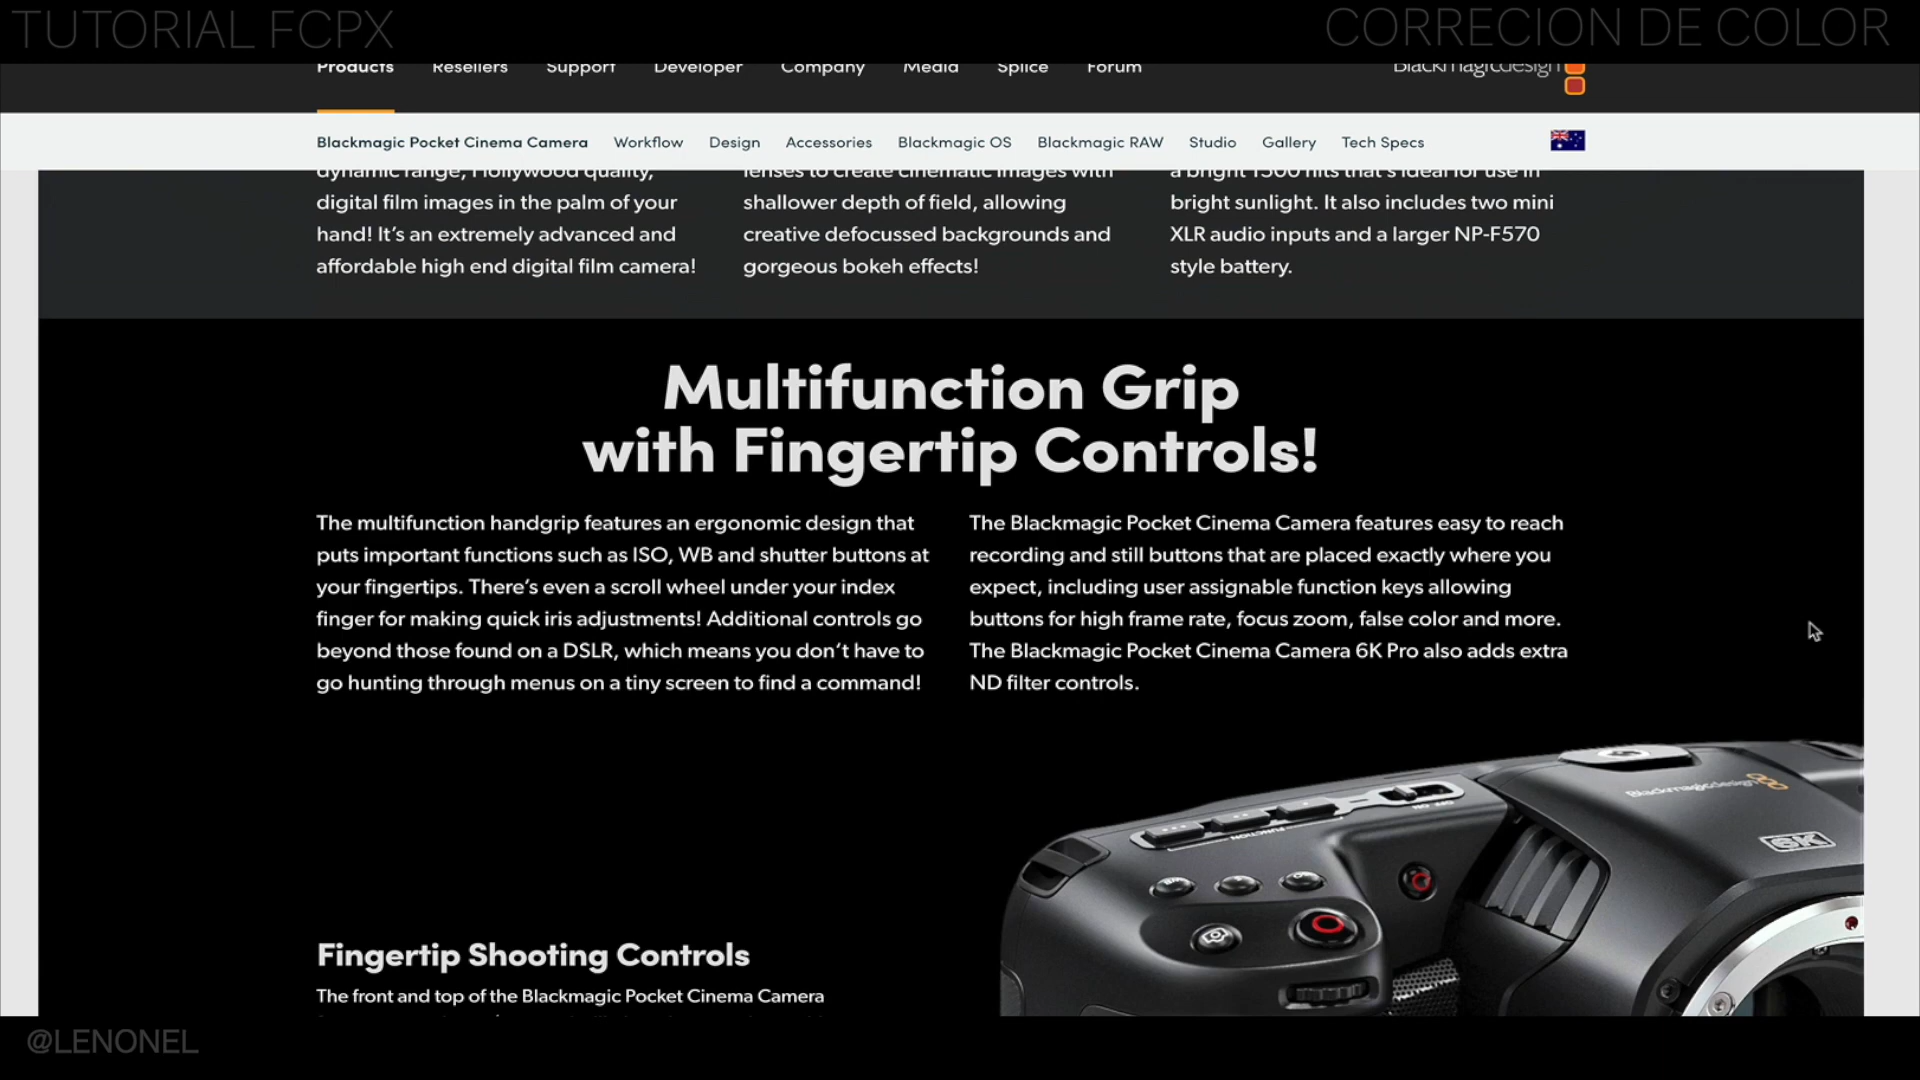 TUTORIAL FCPX
CORRECION DE COLOR
Products Resellers Support Developer Company Media Splice Forum
Blackmagicdesign
Blackmagic Pocket Cinema Camera Workflow Design Accessories Blackmagic OS Blackmagic RAW Studio Gallery Tech Specs
dynamic range, Hollywood quality,
digital film images in the palm of your
hand! It's an extremely advanced and
affordable high end digital film camera!
lenses to create cinematic images with
shallower depth of field, allowing
creative defocussed backgrounds and
gorgeous bokeh effects!
a bright 1500 nits that's ideal for use in
bright sunlight. It also includes two mini
XLR audio inputs and a larger NP-F570
style battery.
Multifunction Grip
with Fingertip Controls!
The multifunction handgrip features an ergonomic design that
puts important functions such as ISO, WB and shutter buttons at
your fingertips. There's even a scroll wheel under your index
finger for making quick iris adjustments! Additional controls go
beyond those found on a DSLR, which means you don't have to
go hunting through menus on a tiny screen to find a command!
The Blackmagic Pocket Cinema Camera features easy to reach
recording and still buttons that are placed exactly where you
expect, including user assignable function keys allowing
buttons for high frame rate, focus zoom, false color and more.
The Blackmagic Pocket Cinema Camera 6K Pro also adds extra
ND filter controls.
Blackmagicdesign
OFF ON
FUNCTION
6K
Fingertip Shooting Controls
The front and top of the Blackmagic Pocket Cinema Camera
@LENONEL